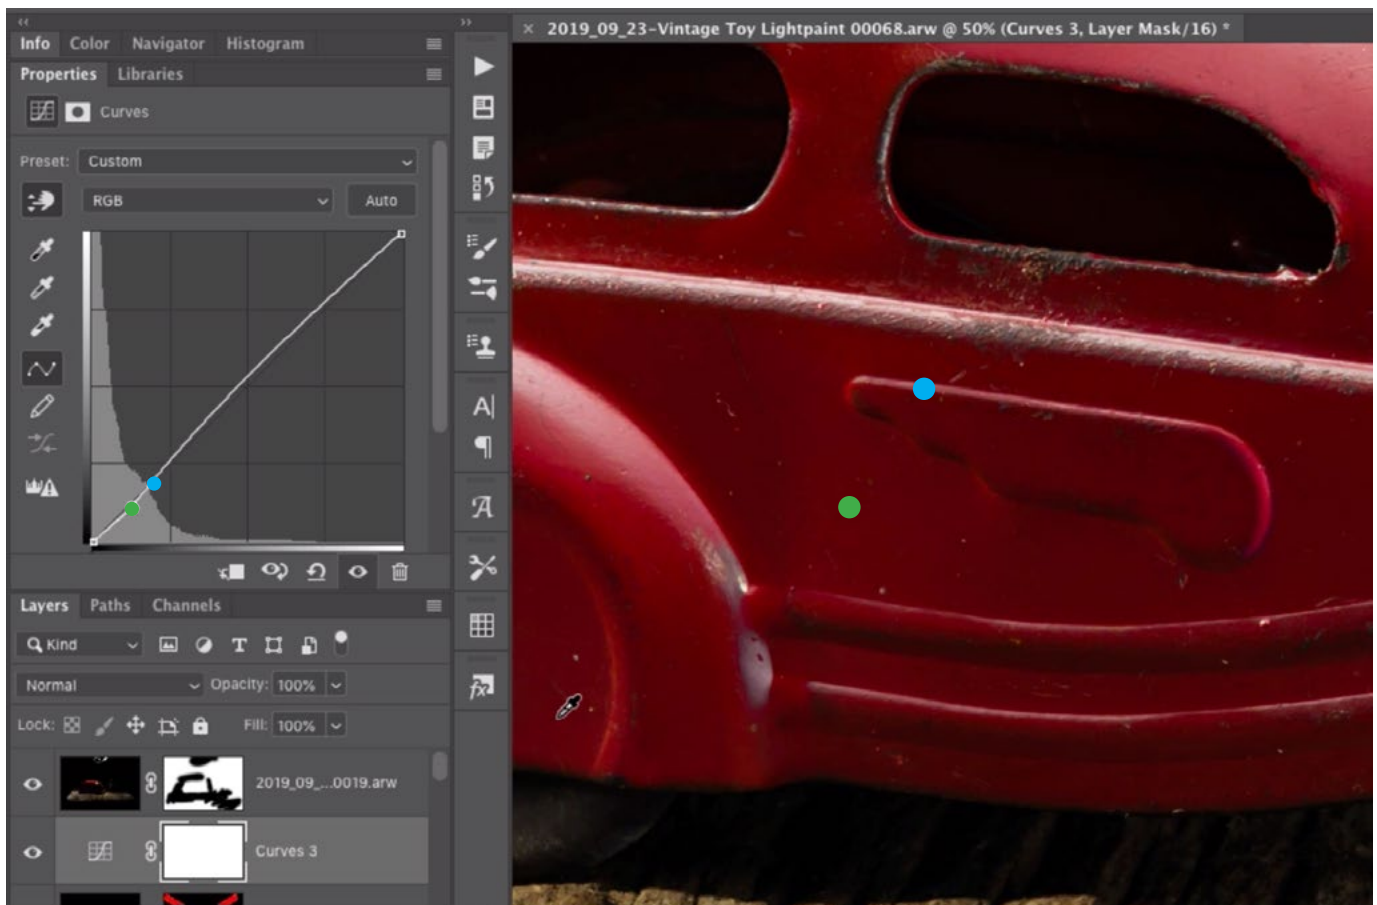 2019_09_23-Vintage Toy Lightpaint 00068.arw @ 50% (Curves 3, Layer Mask/16) *
Info Color Navigator Histogram
Properties Libraries
Curves
Preset: Custom
RGB Auto
Layers Paths Channels
Kind
Normal Opacity: 100%
Lock: Fill: 100%
2019_09_...0019.arw
Curves 3